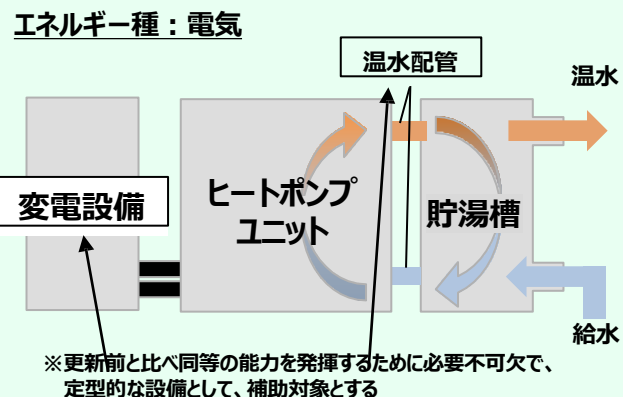 エネルギー種：電気
温水配管
温水
変電設備
ヒートポンプ
ユニット
貯湯槽
給水
※更新前と比べ同等の能力を発揮するために必要不可欠で、
定型的な設備として、補助対象とする